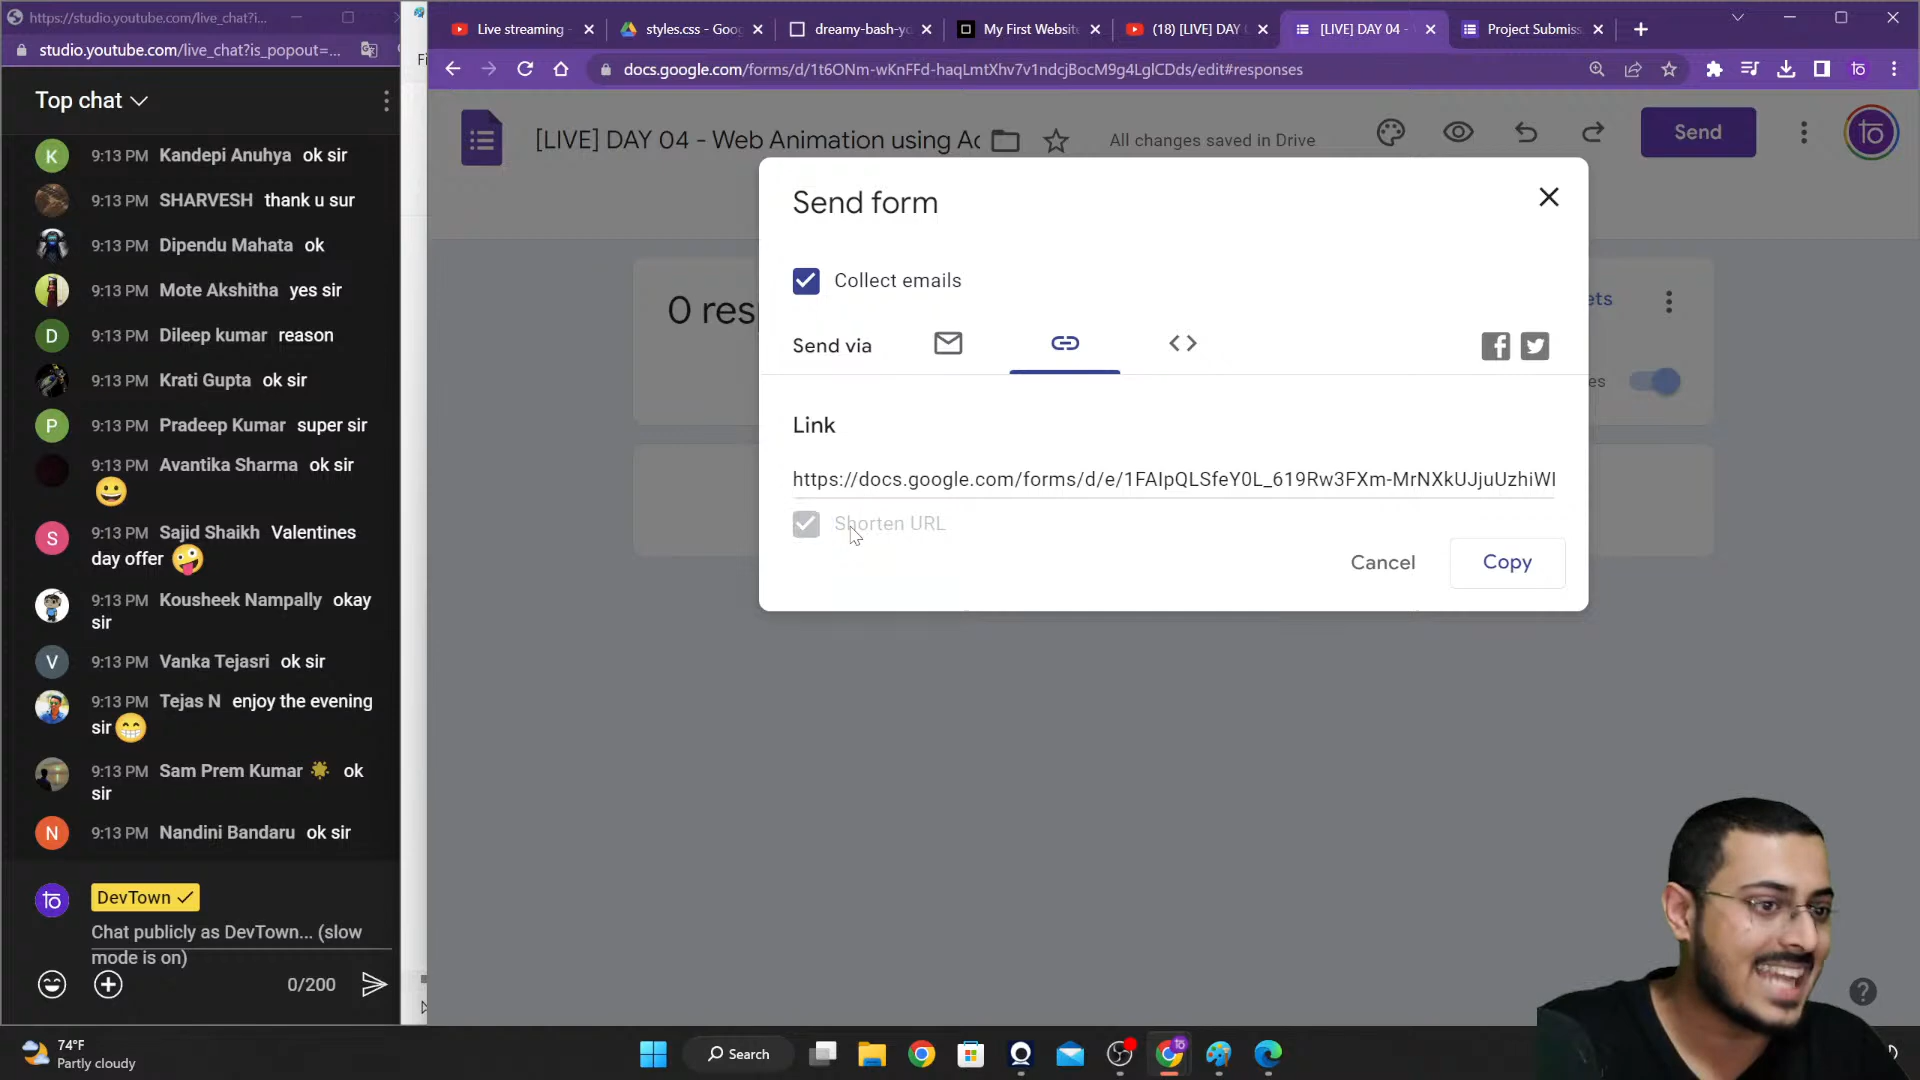 https://studio.youtube.com/live_chat?i...
studio.youtube.com/live_chat?is_popout=...
Top chat
9:13 PM Kandepi Anuhya ok sir
9:13 PM SHARVESH thank u sur
9:13 PM Dipendu Mahata ok
9:13 PM Mote Akshitha yes sir
9:13 PM Dileep kumar reason
9:13 PM Krati Gupta ok sir
9:13 PM Pradeep Kumar super sir
9:13 PM Avantika Sharma ok sir
9:13 PM Sajid Shaikh Valentines
day offer
9:13 PM Kousheek Nampally okay
sir
9:13 PM Vanka Tejasri ok sir
9:13 PM Tejas N enjoy the evening
sir
9:13 PM Sam Prem Kumar ok
sir
9:13 PM Nandini Bandaru ok sir
DevTown
Chat publicly as DevTown... (slow
mode is on)
0/200
Fi
Live streaming -
styles.css - Goo
dreamy-bash-yo
My First Website
(18) [LIVE] DAY
[LIVE] DAY 04 -
Project Submiss
docs.google.com/forms/d/1t6ONm-wKnFFd-haqLmtXhv7v1ndcjBocM9g4LglCDds/edit#responses
[LIVE] DAY 04 - Web Animation using Ac
All changes saved in Drive
Send
0 res
ets
es
Send form
Collect emails
Send via
Link
https://docs.google.com/forms/d/e/1FAIpQLSfeY0L_619Rw3FXm-MrNXkUJjuUzhiWI
Shorten URL
Cancel
Copy
74°F
Partly cloudy
Search